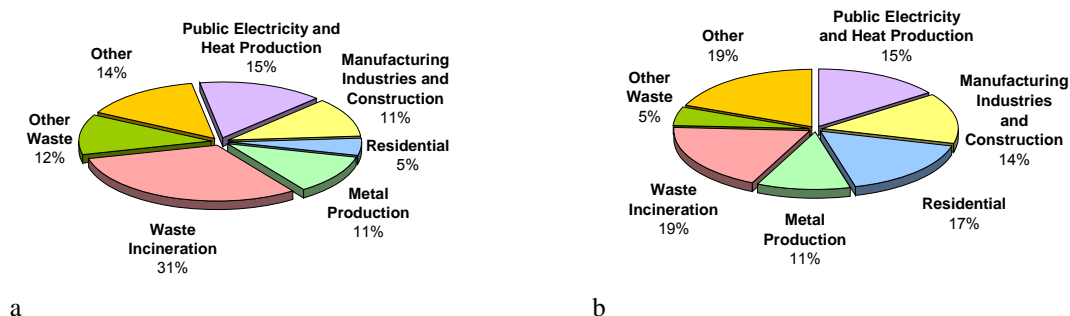 Public Electricity and
Heat Production
15%
Manufacturing
Industries and
Construction
11%
Residential
5%
Metal
Production
11%
Waste
Incineration
31%
Other
Waste
12%
Other
14%
a
Public Electricity
and Heat Production
15%
Manufacturing
Industries
and
Construction
14%
Residential
17%
Metal
Production
11%
Waste
Incineration
19%
Other
Waste
5%
Other
19%
b